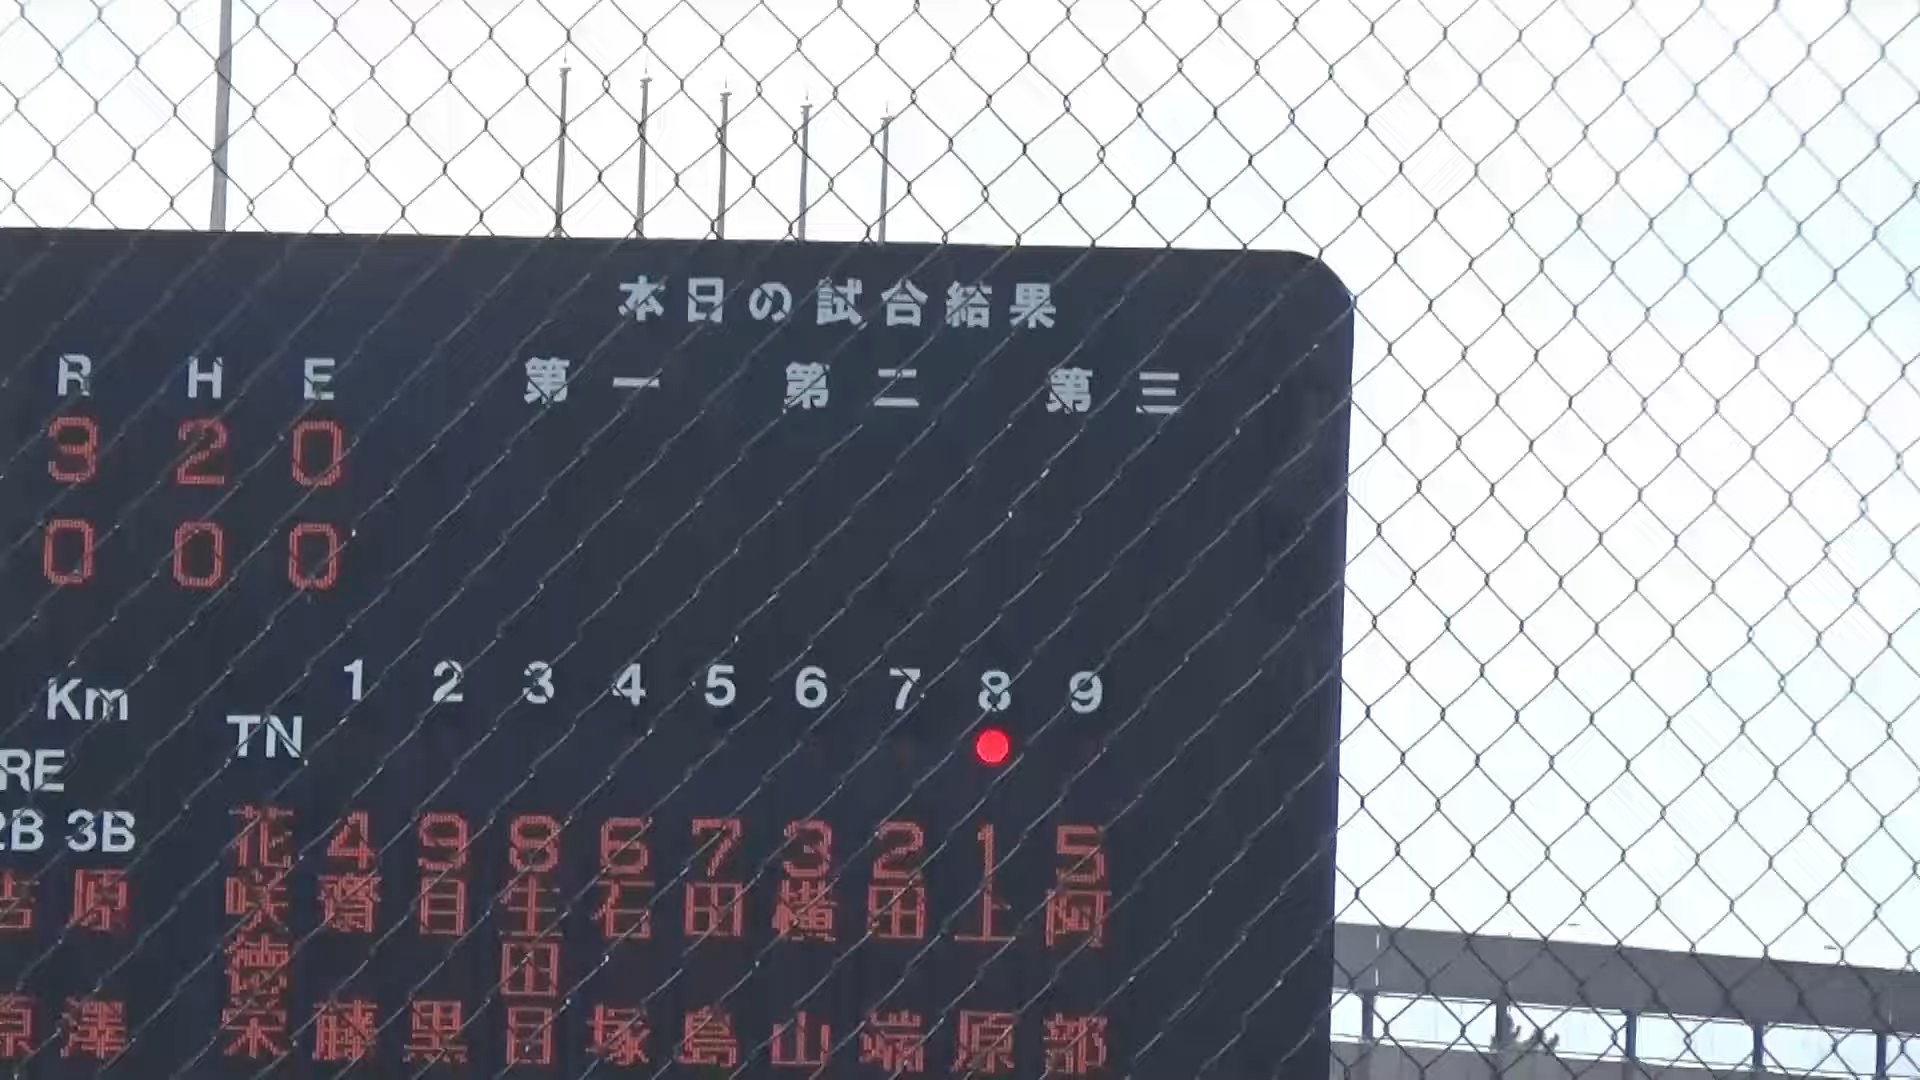 本日の試合結果
R H E 第一 第二 第三
3 2 0
0 0 0
1 2 3 4 5 6 7 8 9
Km
TN
RE
2B 3B
花咲徳栄
4 9 8 6 7 3 2 1 5
齋藤
目黒
生田目
石塚
田島
横山
田端
上原
阿部
原澤